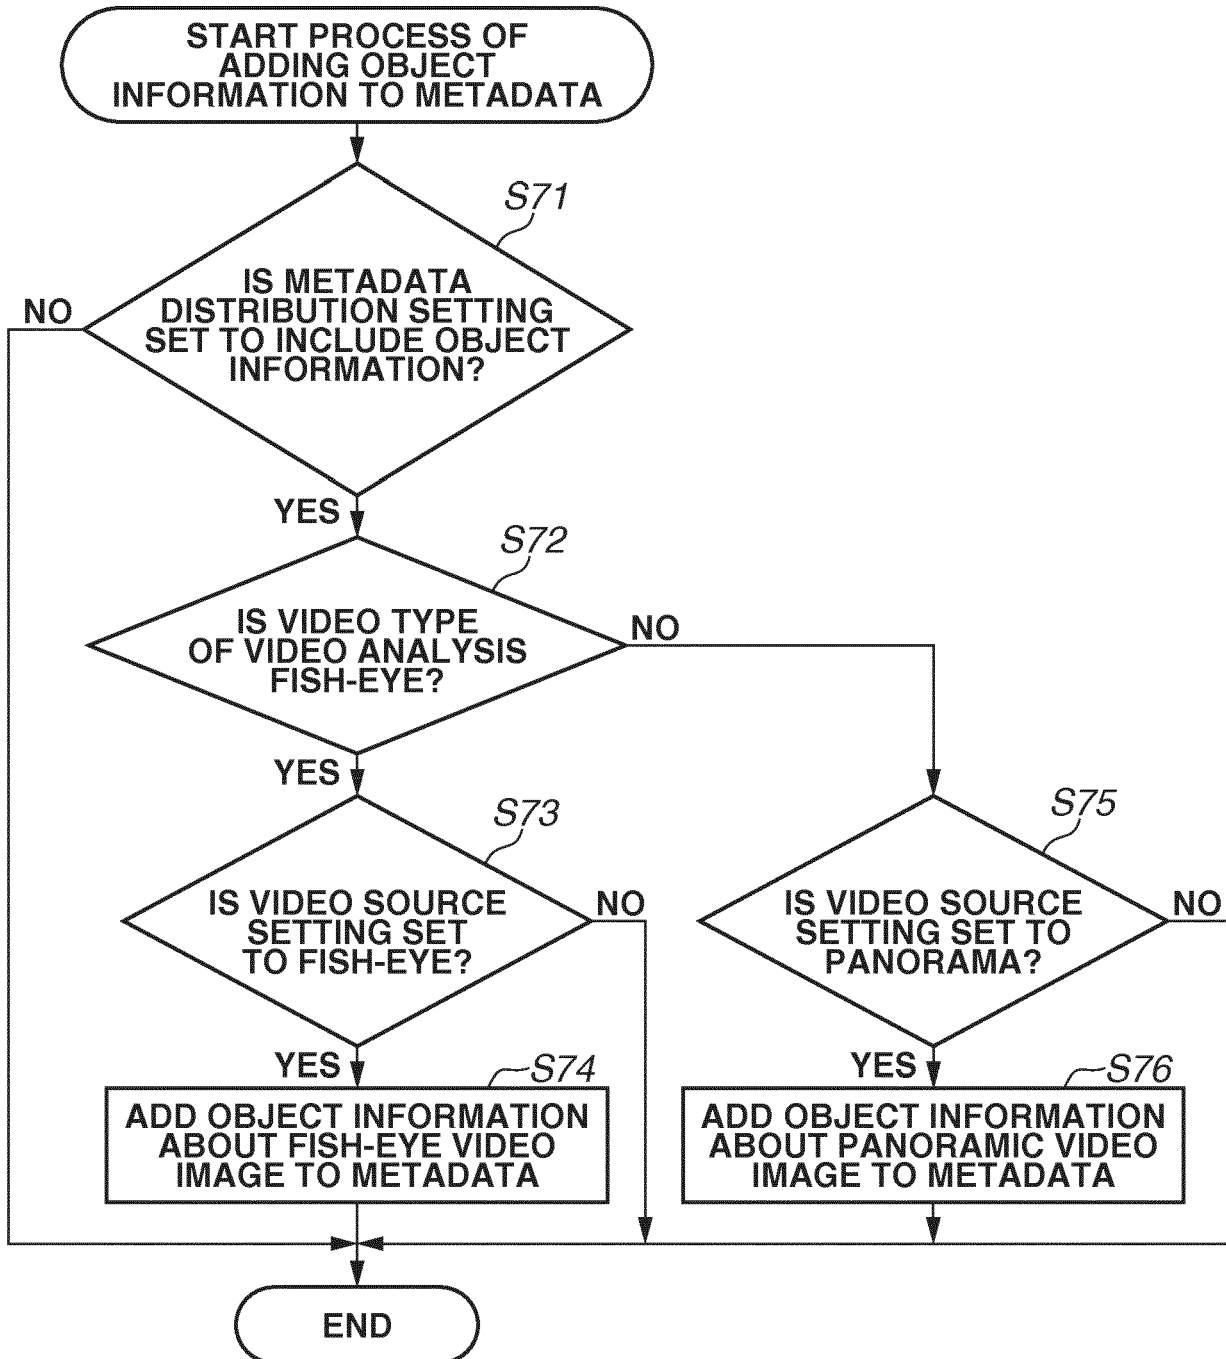 START PROCESS OF
ADDING OBJECT
INFORMATION TO METADATA
S71
IS METADATA
DISTRIBUTION SETTING
SET TO INCLUDE OBJECT
INFORMATION?
NO
YES
S72
IS VIDEO TYPE
OF VIDEO ANALYSIS
FISH-EYE?
NO
YES
S73
IS VIDEO SOURCE
SETTING SET
TO FISH-EYE?
NO
YES
S74
ADD OBJECT INFORMATION
ABOUT FISH-EYE VIDEO
IMAGE TO METADATA
S75
IS VIDEO SOURCE
SETTING SET TO
PANORAMA?
NO
YES
S76
ADD OBJECT INFORMATION
ABOUT PANORAMIC VIDEO
IMAGE TO METADATA
END